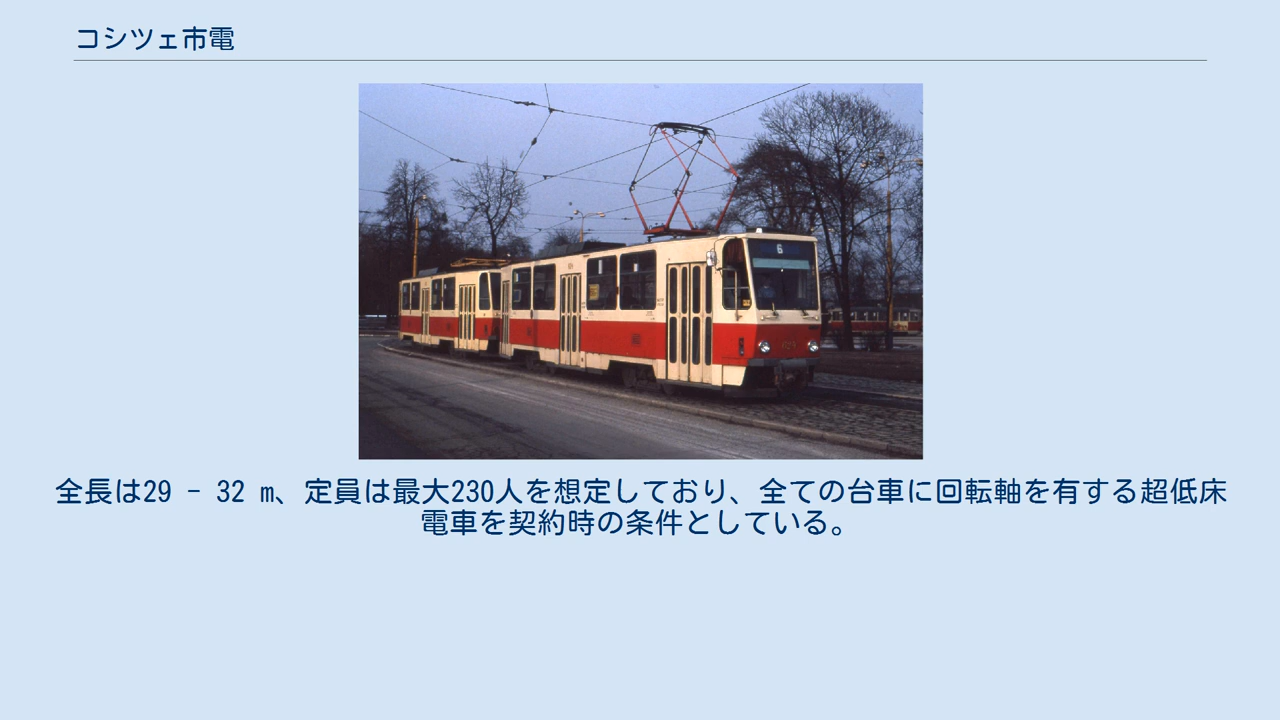 コシツェ市電
6
全長は29 - 32 m、定員は最大230人を想定しており、全ての台車に回転軸を有する超低床
電車を契約時の条件としている。